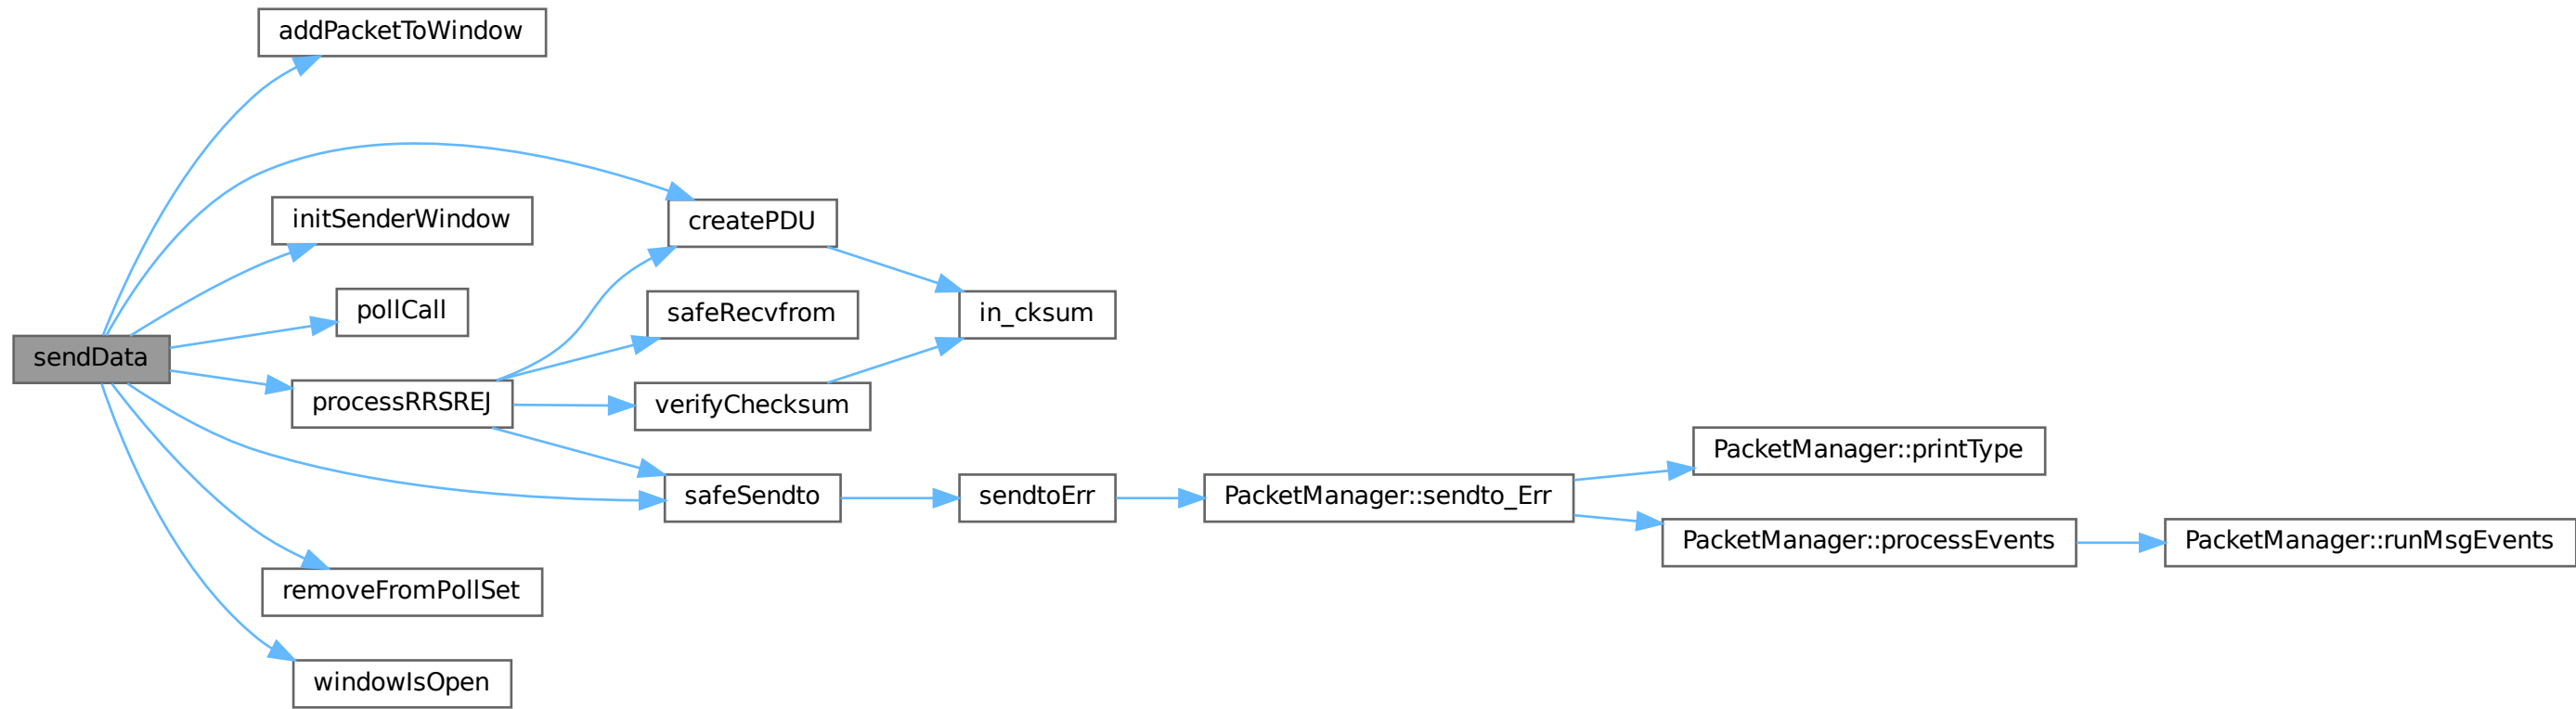 addPacketToWindow
initSenderWindow
createPDU
pollCall
safeRecvfrom
in_cksum
sendData
processRRSREJ
verifyChecksum
PacketManager::printType
safeSendto
sendtoErr
PacketManager::sendto_Err
PacketManager::processEvents
PacketManager::runMsgEvents
removeFromPollSet
windowIsOpen